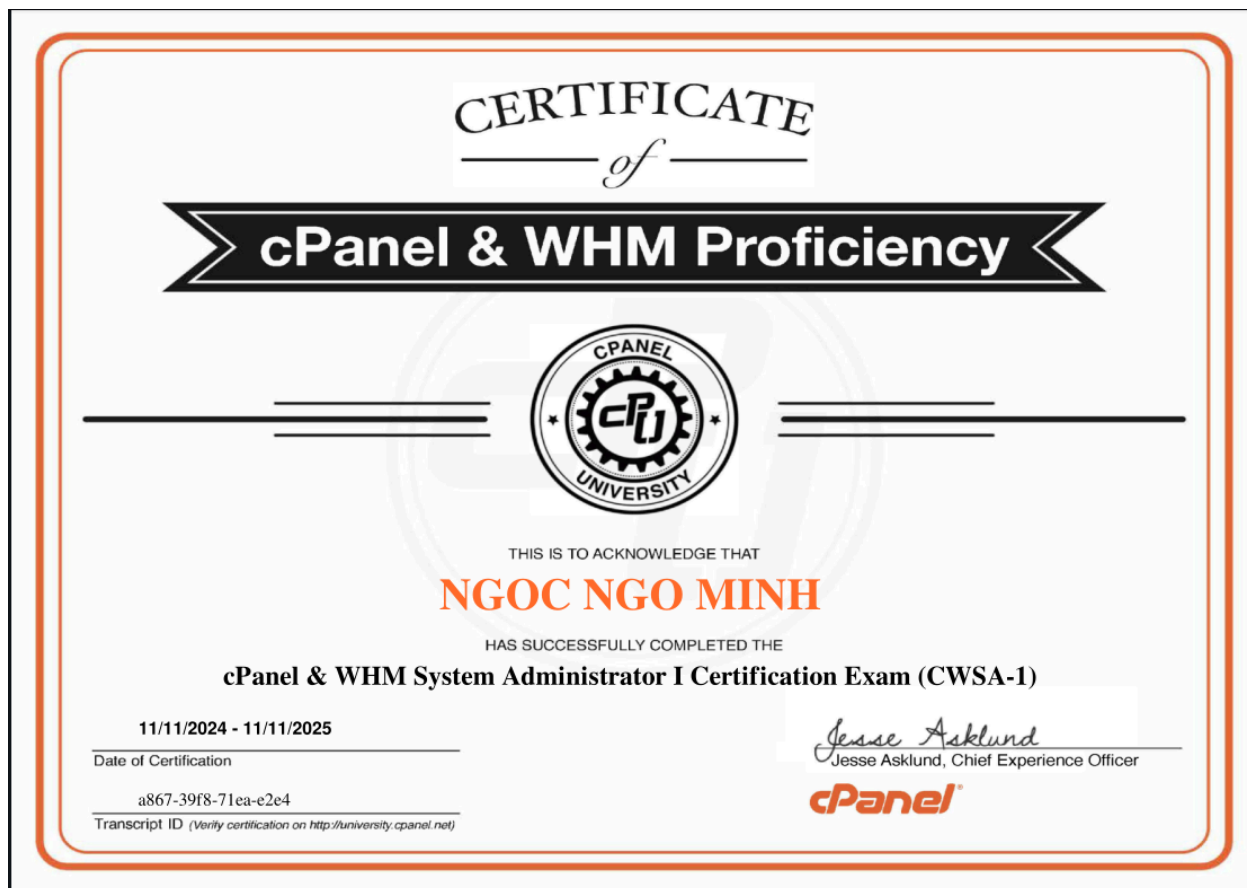 CERTIFICATE
of
cPanel & WHM Proficiency
CPANEL
cPU
UNIVERSITY
THIS IS TO ACKNOWLEDGE THAT
NGOC NGO MINH
HAS SUCCESSFULLY COMPLETED THE
cPanel & WHM System Administrator I Certification Exam (CWSA-1)
11/11/2024 - 11/11/2025
Date of Certification
a867-39f8-71ea-e2e4
Transcript ID (Verify certification on http://university.cpanel.net)
Jesse Asklund
Jesse Asklund, Chief Experience Officer
cPanel®